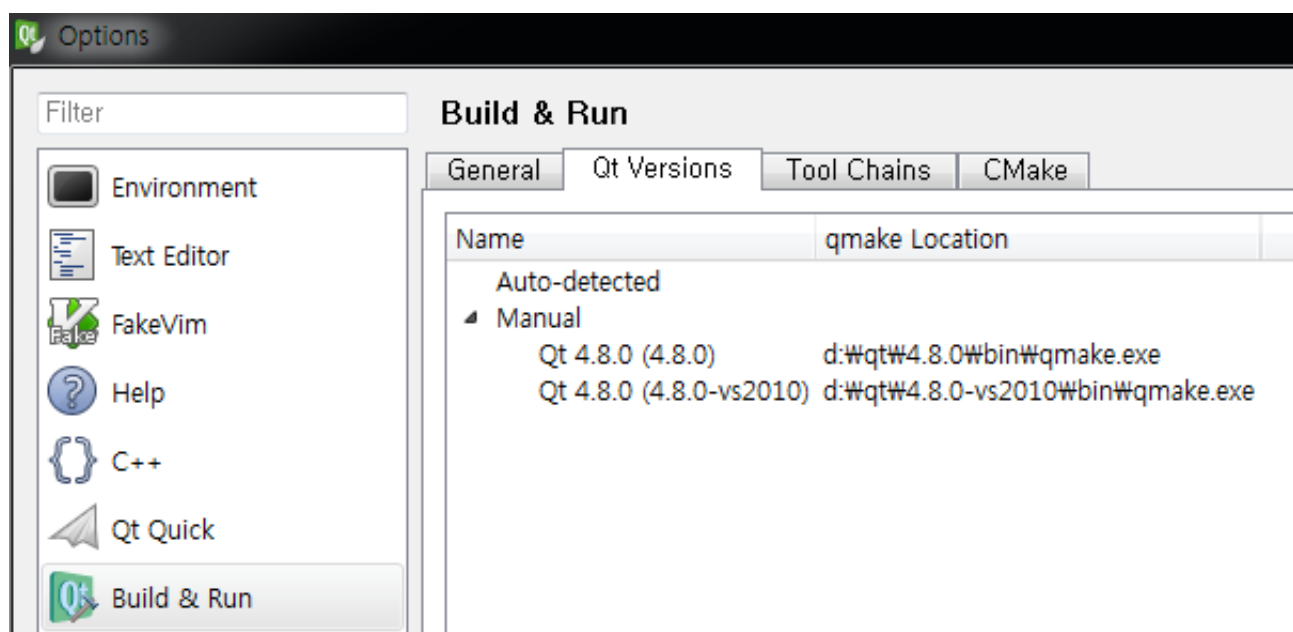 Options
Filter
Build & Run
General
Qt Versions
Tool Chains
CMake
Environment
Text Editor
FakeVim
Help
C++
Qt Quick
Build & Run
Name
qmake Location
Auto-detected
Manual
Qt 4.8.0 (4.8.0)
d:₩qt₩4.8.0₩bin₩qmake.exe
Qt 4.8.0 (4.8.0-vs2010)
d:₩qt₩4.8.0-vs2010₩bin₩qmake.exe